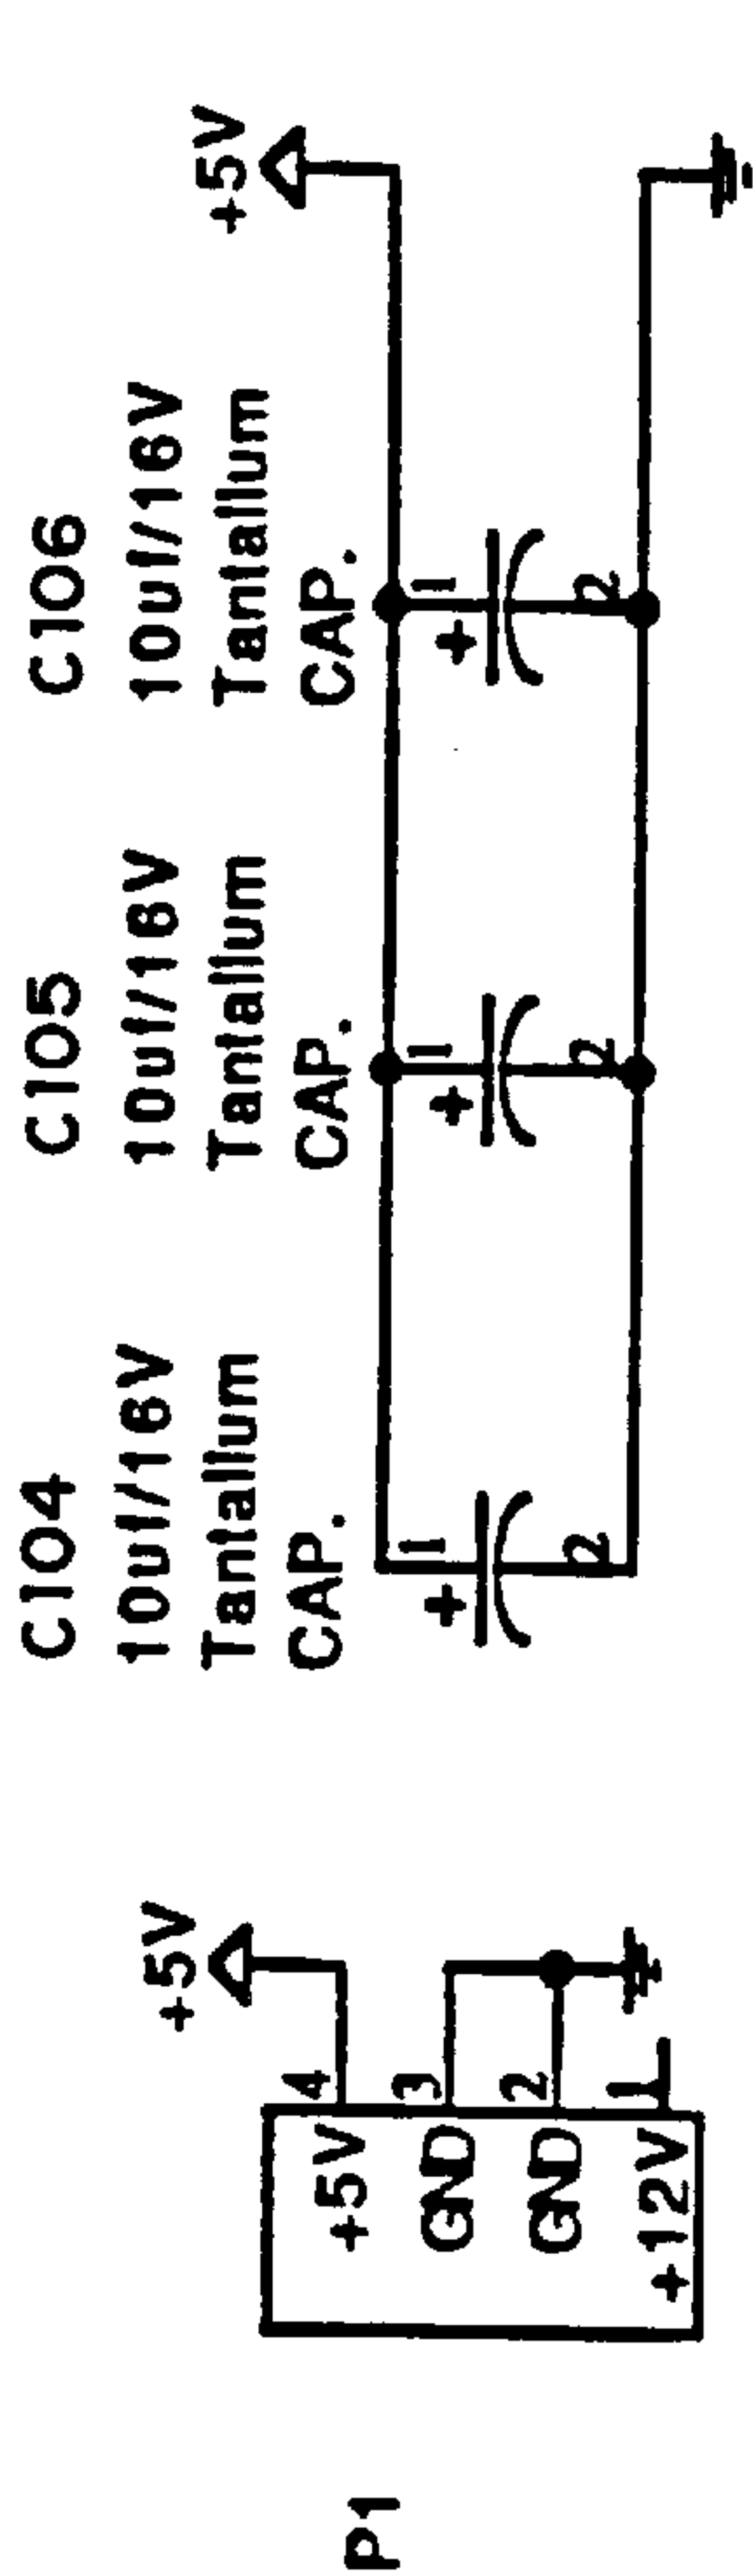 P1
+5V
+5V
4
GND
3
GND
2
+12V
1
C104
10uf/16V
Tantallum
CAP.
+
1
2
C105
10uf/16V
Tantallum
CAP.
+
1
2
C106
10uf/16V
Tantallum
CAP.
+
1
2
+5V